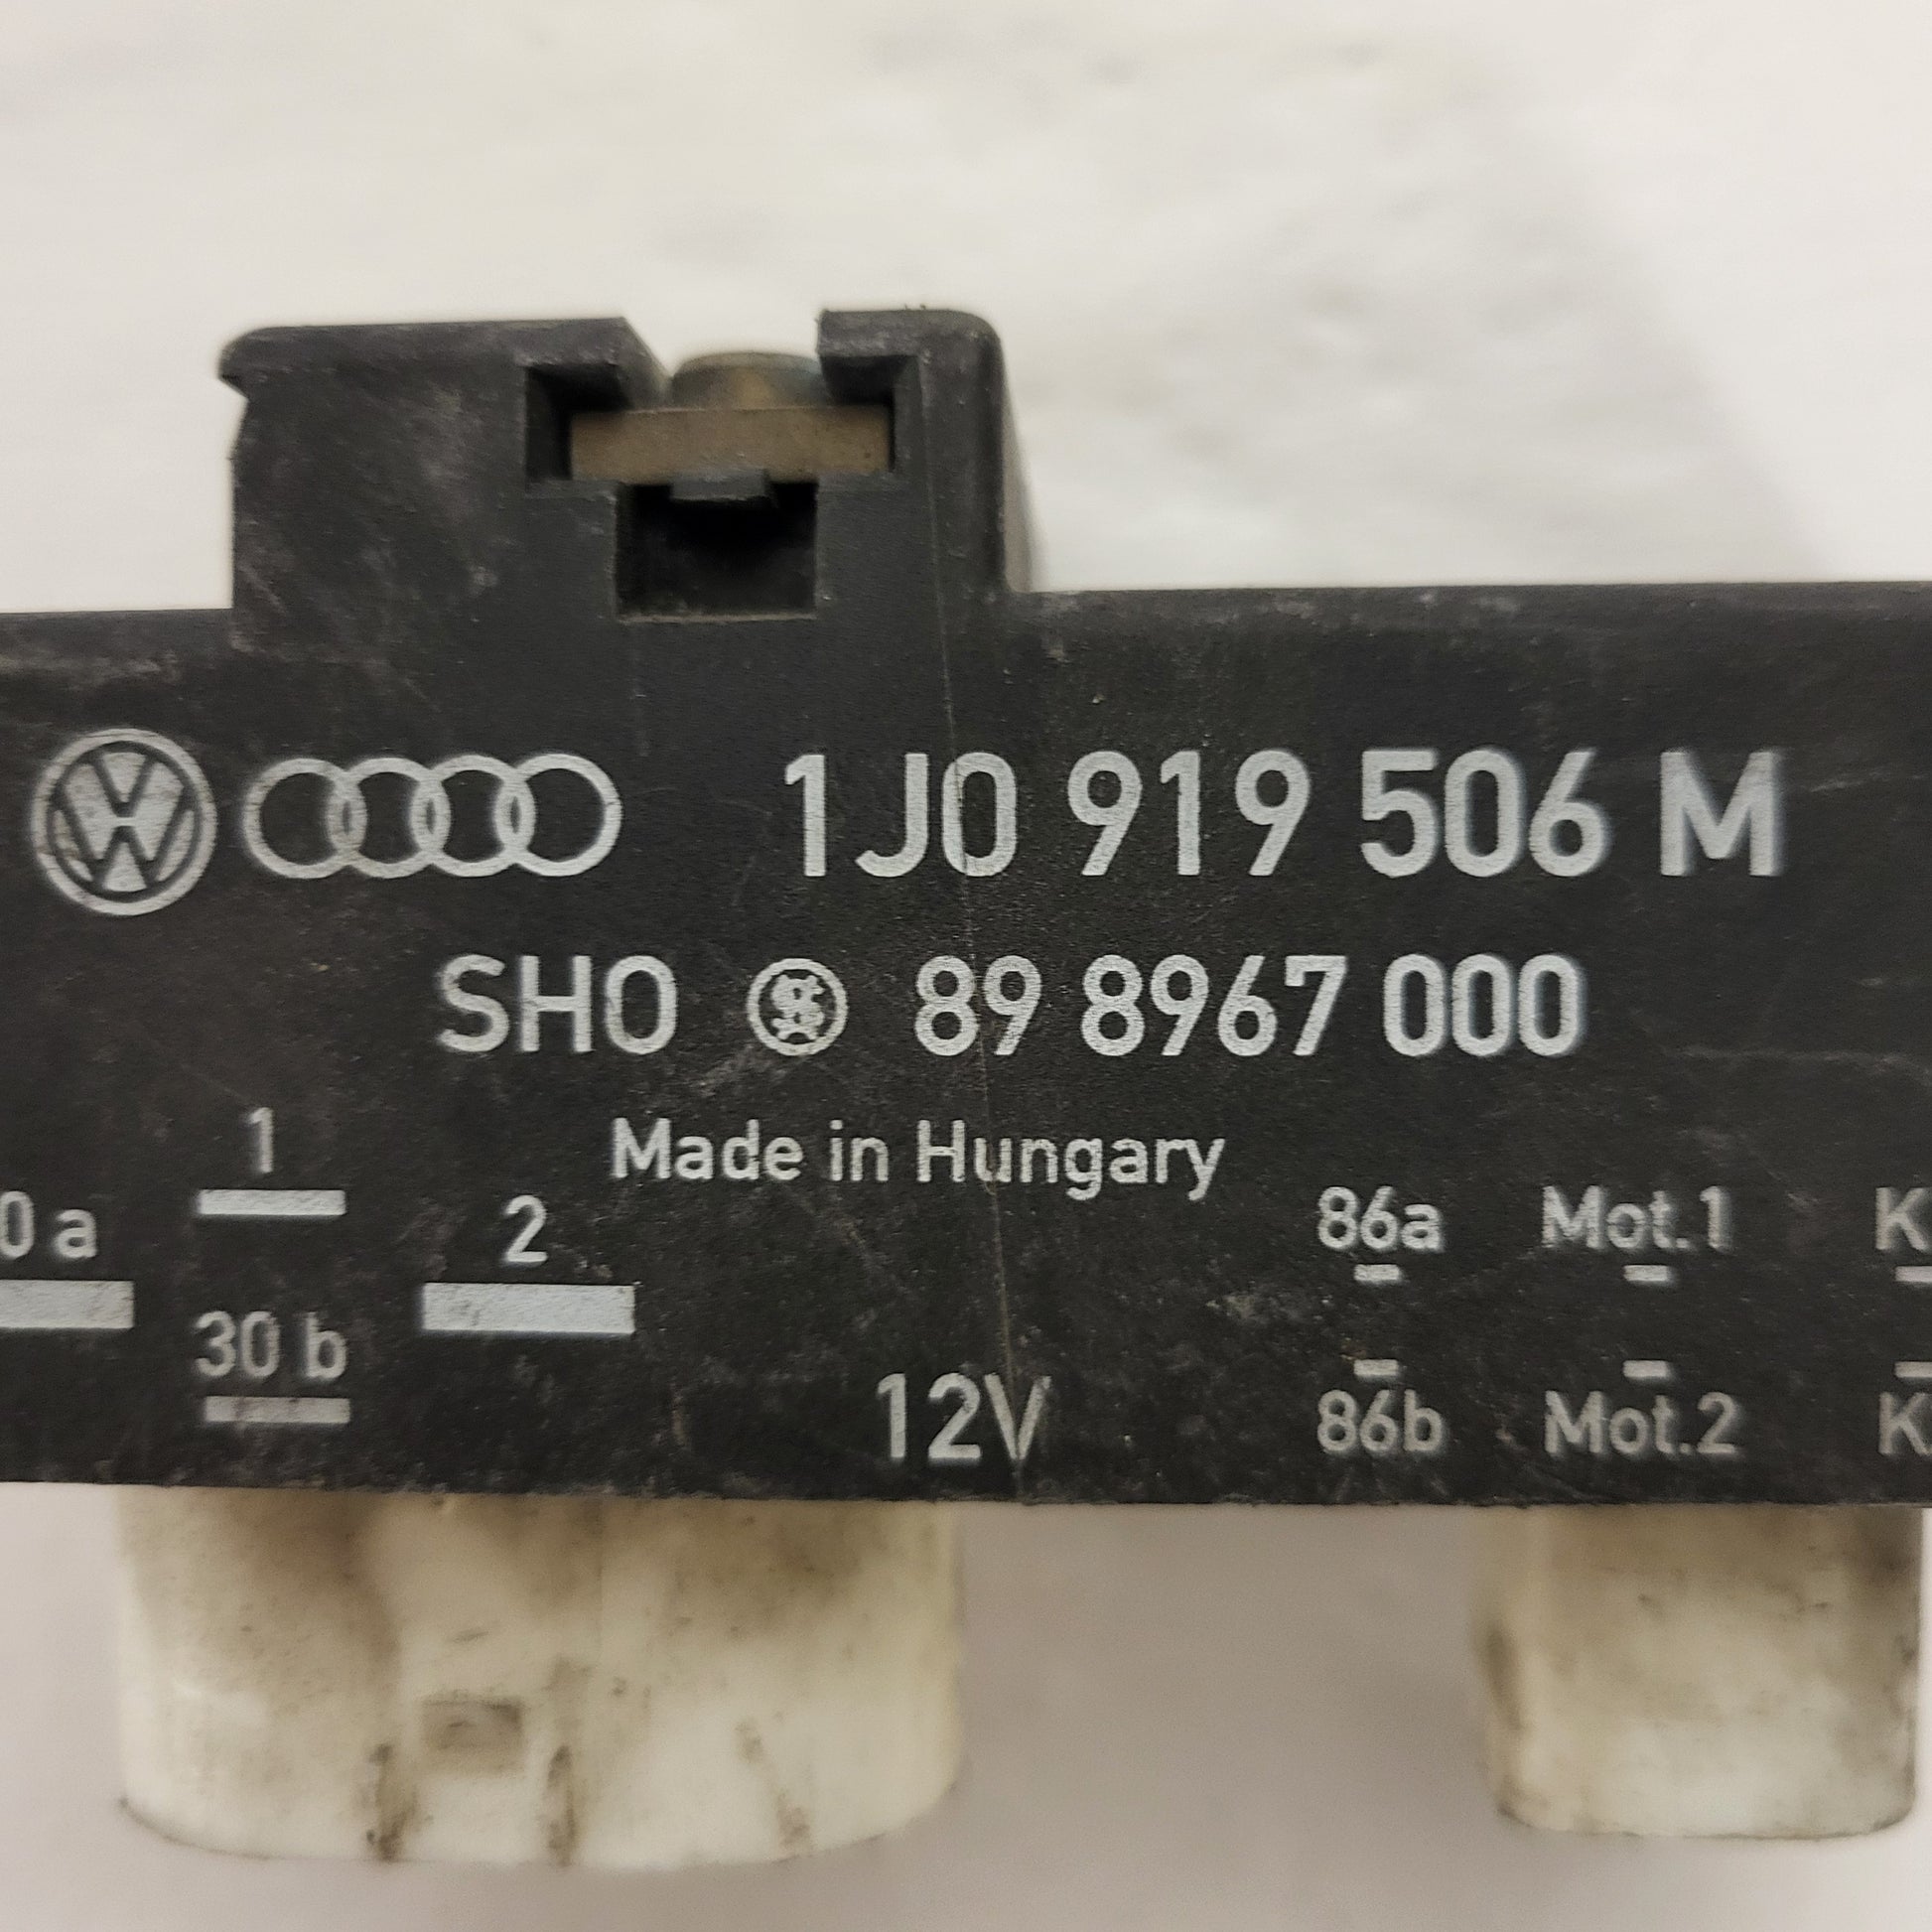 1J0 919 506 M
SHO 89 8967 000
Made in Hungary
1
0 a
2
30 b
12V
86a Mot.1 K
86b Mot.2 K